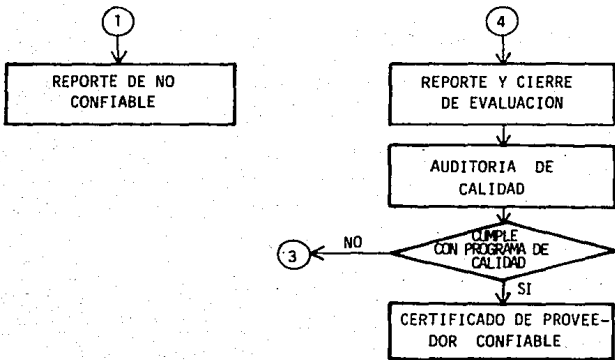 1
REPORTE DE NO
CONFIABLE
4
REPORTE Y CIERRE
DE EVALUACION
AUDITORIA DE
CALIDAD
CUMPLE
CON PROGRAMA DE
CALIDAD
NO
3
SI
CERTIFICADO DE PROVEE-
DOR CONFIABLE